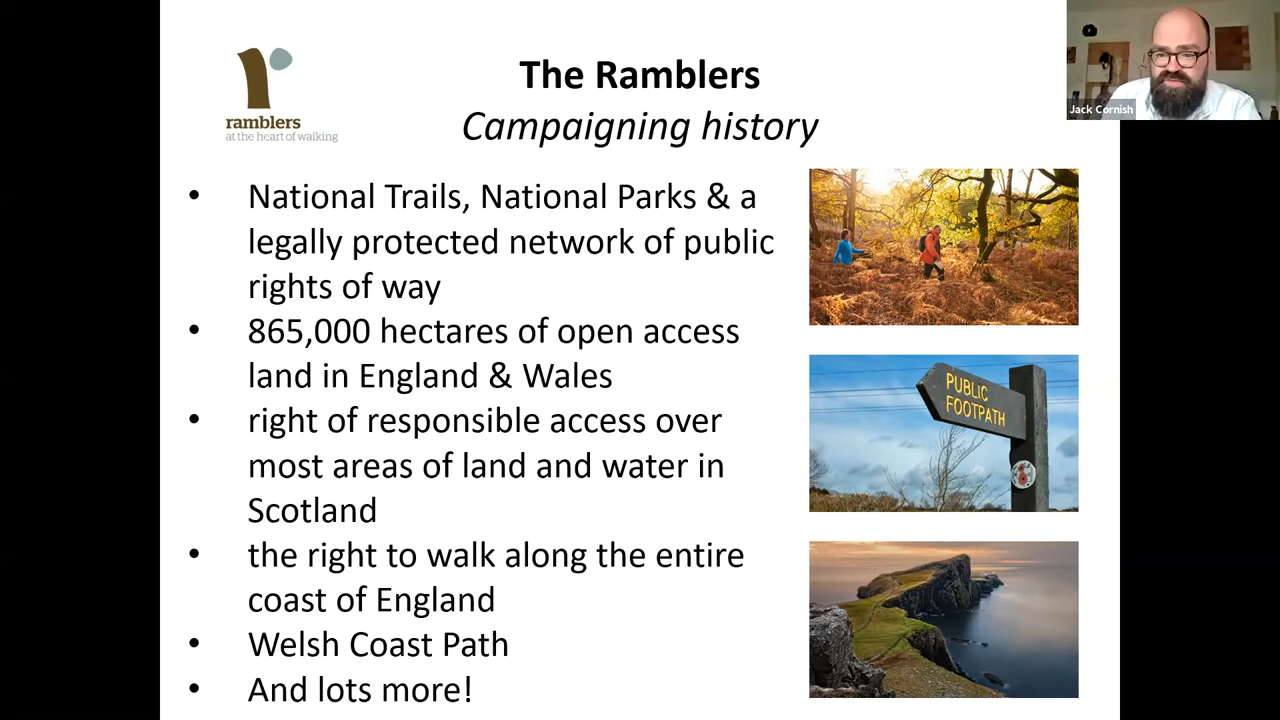 The Ramblers
Campaigning history
ramblers
at the heart of walking
Jack Cornish
• National Trails, National Parks & a
legally protected network of public
rights of way
• 865,000 hectares of open access
land in England & Wales
• right of responsible access over
most areas of land and water in
Scotland
• the right to walk along the entire
coast of England
• Welsh Coast Path
• And lots more!
PUBLIC
FOOTPATH